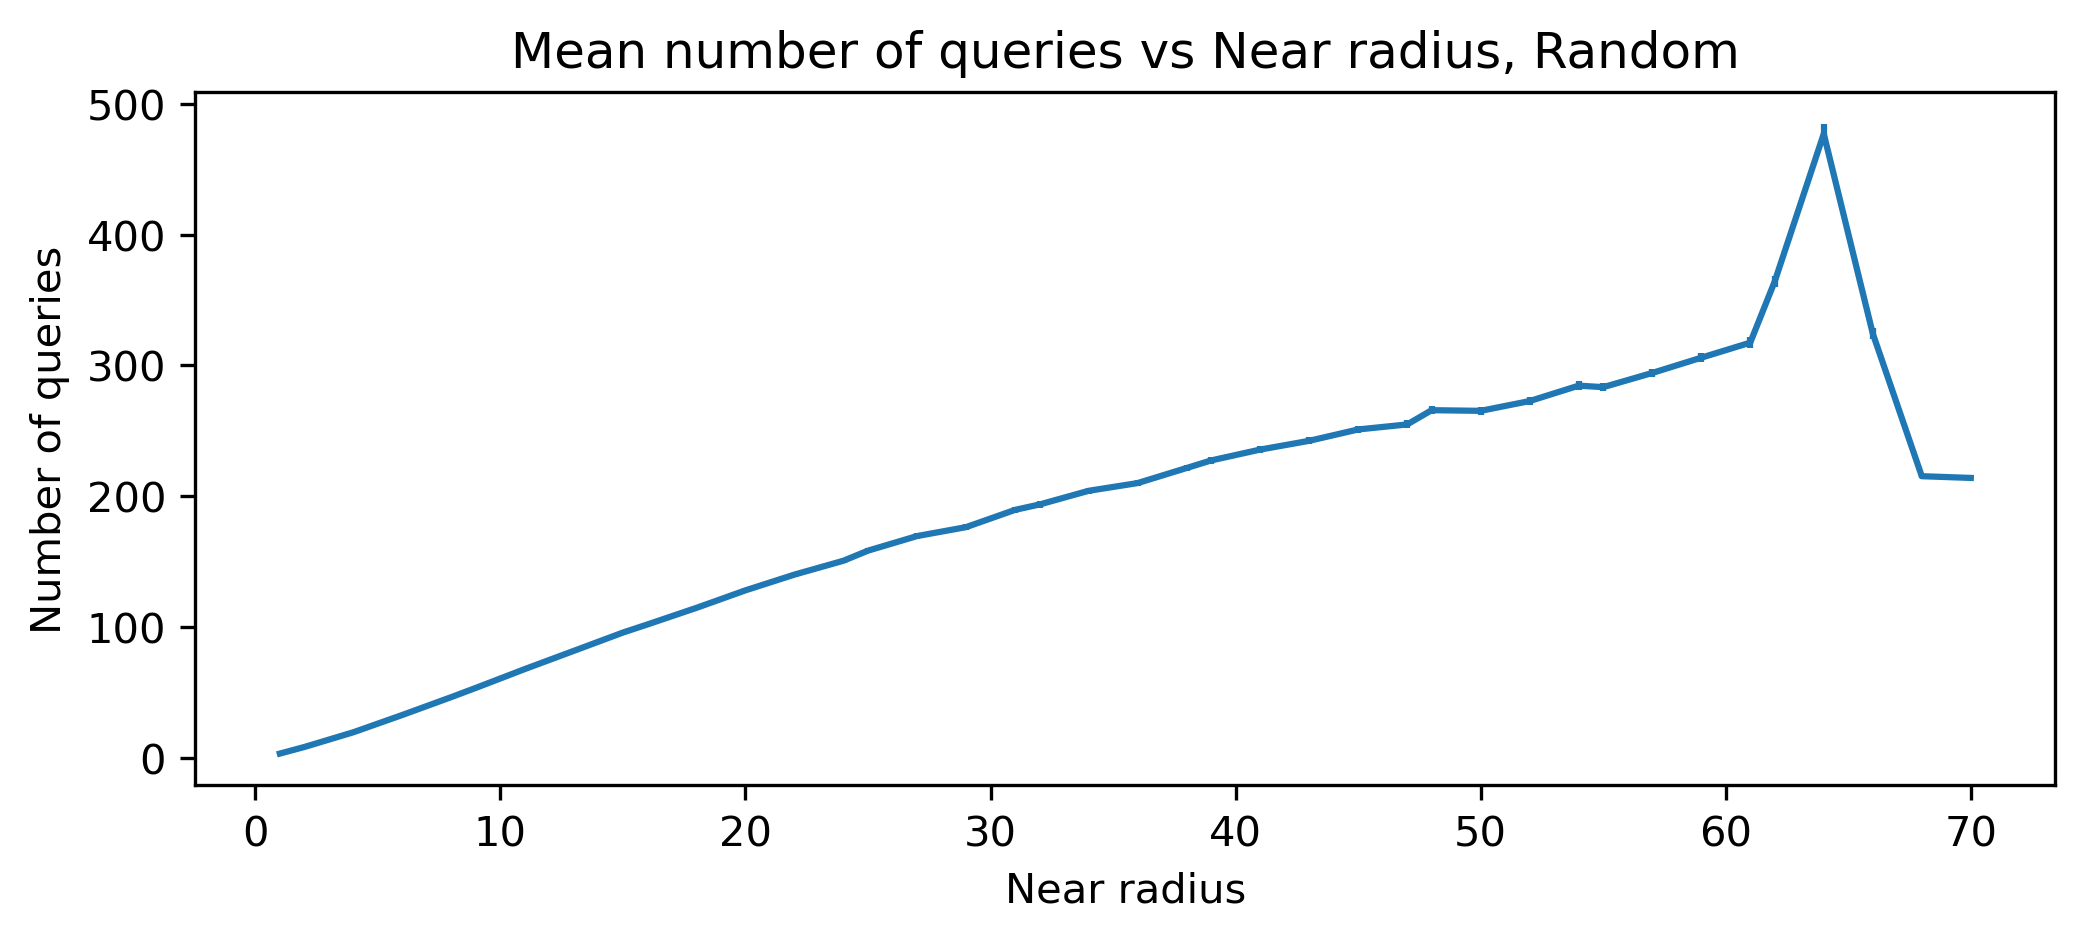 Mean number of queries vs Near radius, Random
500
400
300
200
100
0
Number of queries
0 10 20 30 40 50 60 70
Near radius